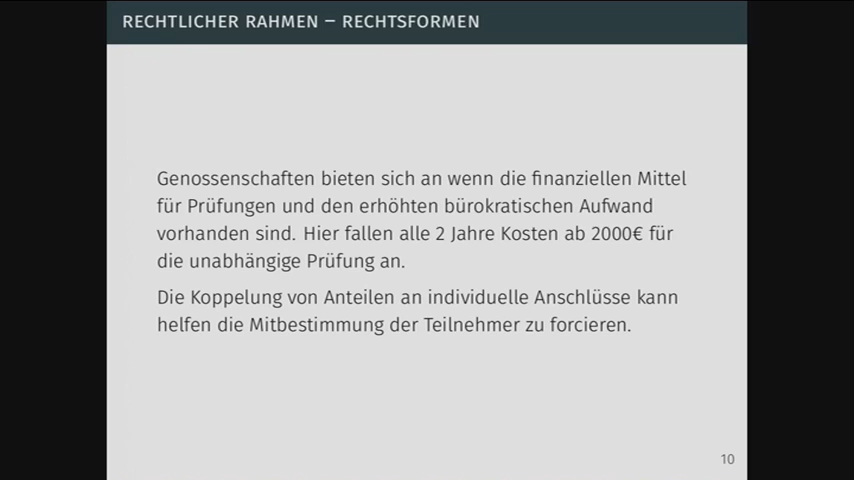 RECHTLICHER RAHMEN – RECHTSFORMEN
Genossenschaften bieten sich an wenn die finanziellen Mittel
für Prüfungen und den erhöhten bürokratischen Aufwand
vorhanden sind. Hier fallen alle 2 Jahre Kosten ab 2000€ für
die unabhängige Prüfung an.
Die Koppelung von Anteilen an individuelle Anschlüsse kann
helfen die Mitbestimmung der Teilnehmer zu forcieren.
10